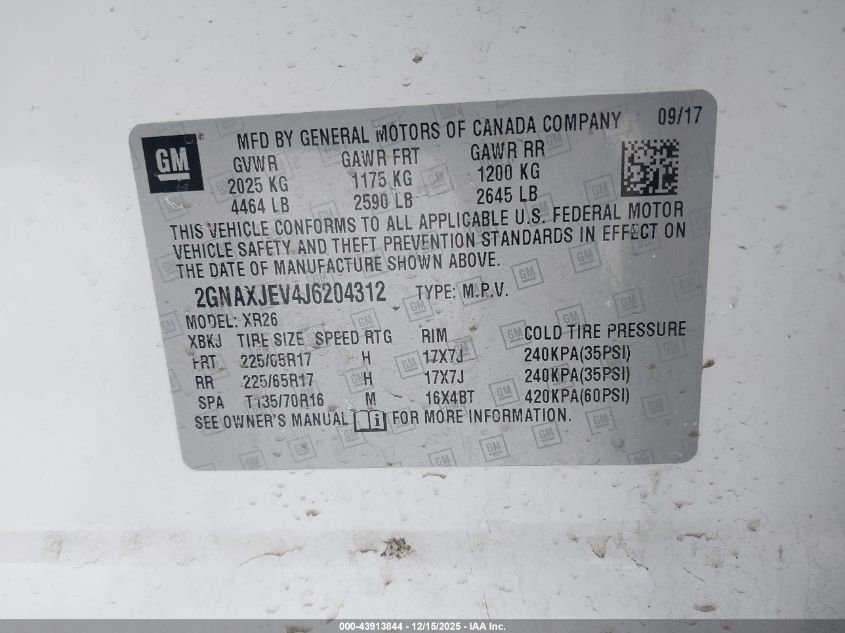 GM ® MFD BY GENERAL MOTORS OF CANADA COMPANY 09/17
GVWR GAWR FRT GAWR RR
2025 KG 1175 KG 1200 KG
4464 LB 2590 LB 2645 LB
THIS VEHICLE CONFORMS TO ALL APPLICABLE U.S. FEDERAL MOTOR
VEHICLE SAFETY AND THEFT PREVENTION STANDARDS IN EFFECT ON
THE DATE OF MANUFACTURE SHOWN ABOVE.
2GNAXJEV4J6204312 TYPE: M.P.V.
MODEL: XR26
XBKJ TIRE SIZE SPEED RTG RIM COLD TIRE PRESSURE
FRT 225/65R17 H 17X7J 240KPA(35PSI)
RR 225/65R17 H 17X7J 240KPA(35PSI)
SPA T135/70R16 M 16X4BT 420KPA(60PSI)
SEE OWNER'S MANUAL FOR MORE INFORMATION.
000-43913844 - 12/15/2025 - IAA Inc.